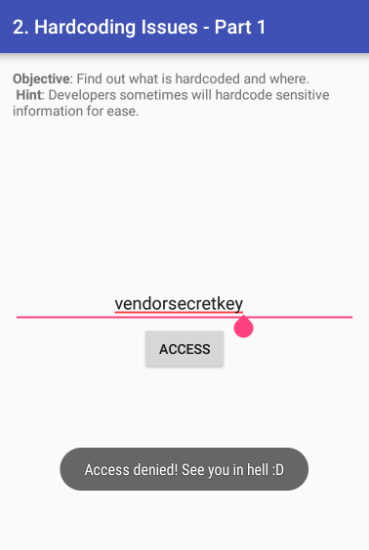 2. Hardcoding Issues - Part 1
Objective: Find out what is hardcoded and where.
Hint: Developers sometimes will hardcode sensitive
information for ease.
vendorsecretkey
ACCESS
Access denied! See you in hell :D